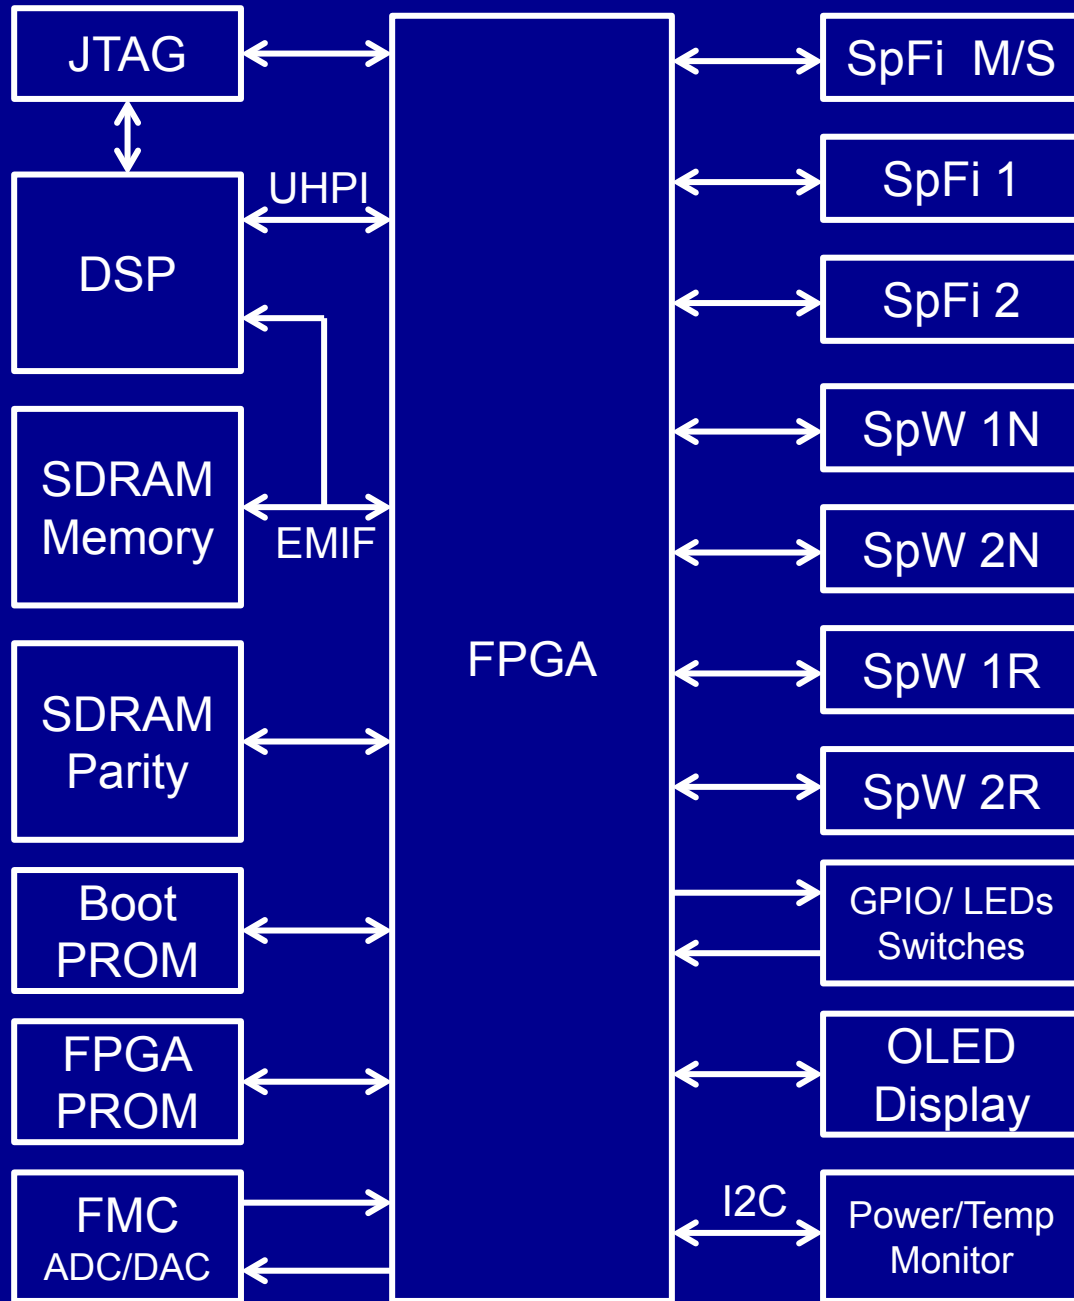 JTAG
UHPI
DSP
SDRAM
Memory
EMIF
SDRAM
Parity
Boot
PROM
FPGA
PROM
FMC
ADC/DAC
FPGA
SpFi M/S
SpFi 1
SpFi 2
SpW 1N
SpW 2N
SpW 1R
SpW 2R
GPIO/ LEDs
Switches
OLED
Display
I2C
Power/Temp
Monitor